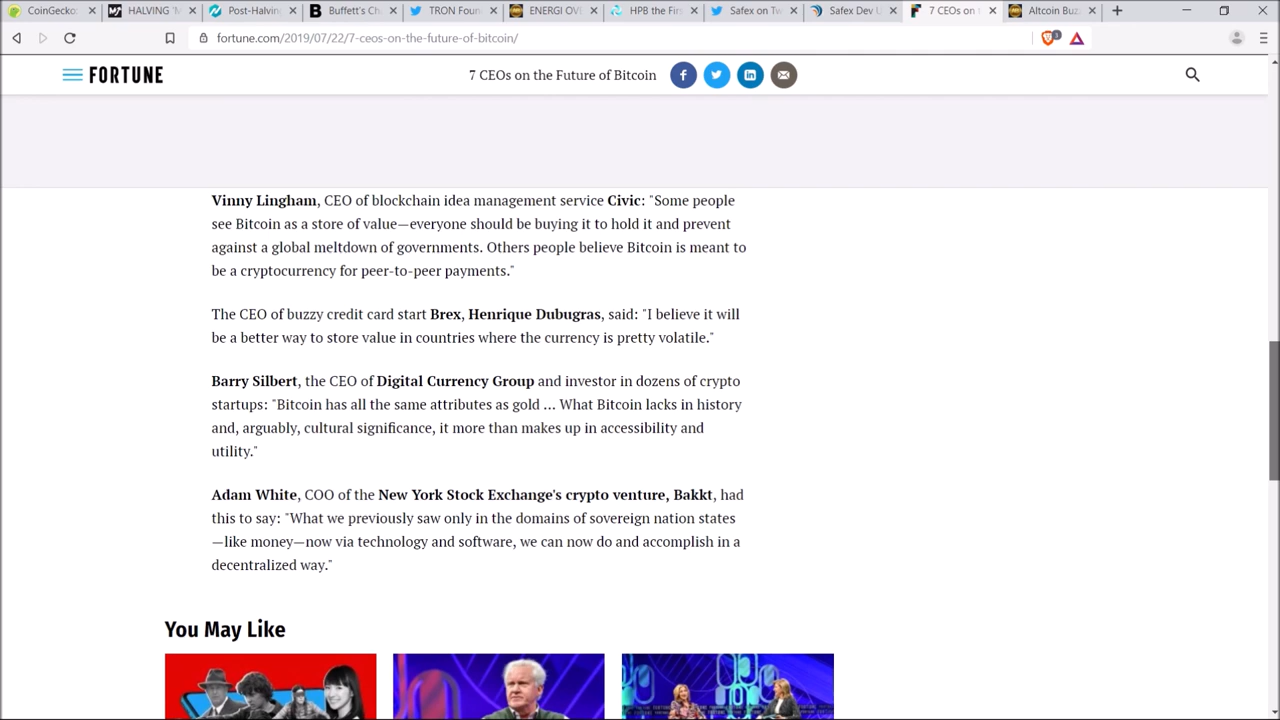 CoinGecko:
HALVING 'M
Post-Halvin
Buffett's Ch
TRON Foun
ENERGI OV
HPB the Fir
Safex on Tw
Safex Dev U
7 CEOs on t
Altcoin Buz
fortune.com/2019/07/22/7-ceos-on-the-future-of-bitcoin/
3
FORTUNE
7 CEOs on the Future of Bitcoin
Vinny Lingham, CEO of blockchain idea management service Civic: "Some people
see Bitcoin as a store of value—everyone should be buying it to hold it and prevent
against a global meltdown of governments. Others people believe Bitcoin is meant to
be a cryptocurrency for peer-to-peer payments."
The CEO of buzzy credit card start Brex, Henrique Dubugras, said: "I believe it will
be a better way to store value in countries where the currency is pretty volatile."
Barry Silbert, the CEO of Digital Currency Group and investor in dozens of crypto
startups: "Bitcoin has all the same attributes as gold ... What Bitcoin lacks in history
and, arguably, cultural significance, it more than makes up in accessibility and
utility."
Adam White, COO of the New York Stock Exchange's crypto venture, Bakkt, had
this to say: "What we previously saw only in the domains of sovereign nation states
—like money—now via technology and software, we can now do and accomplish in a
decentralized way."
You May Like